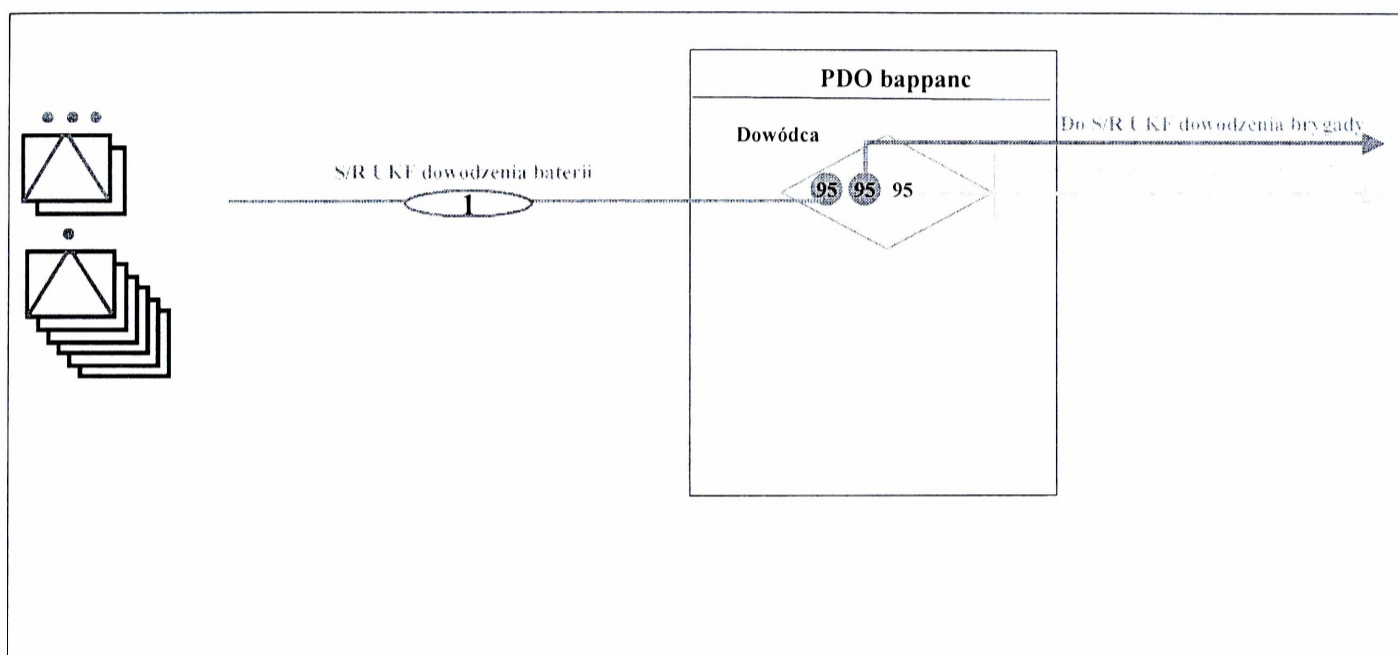 PDO bappanc
Dowódca
Do S/R UKF dowodzenia brygady
S/R UKF dowodzenia baterii
95 95 95
1